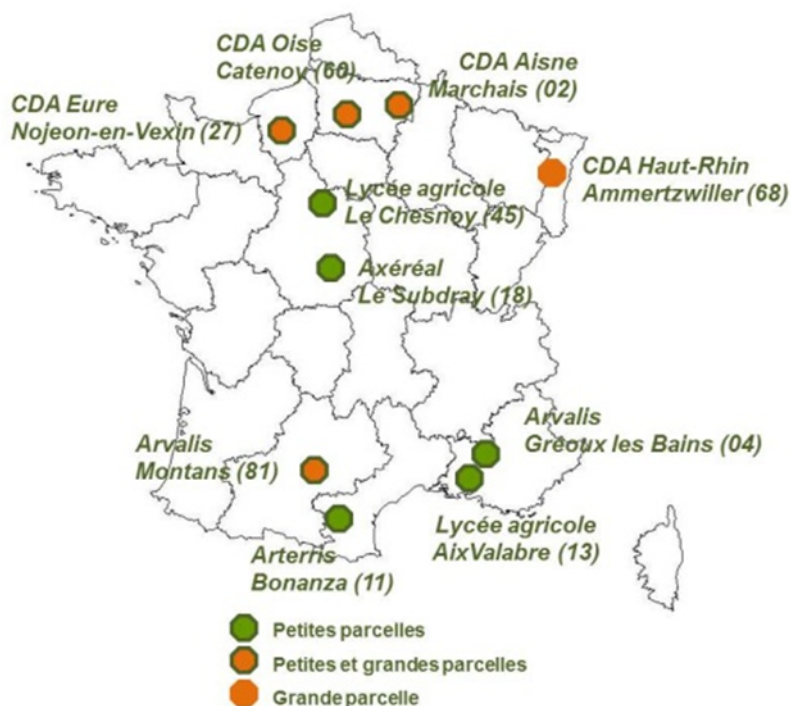 CDA Oise
Catenoy (60)
CDA Aisne
Marchais (02)
CDA Eure
Nojeon-en-Vexin (27)
CDA Haut-Rhin
Ammertzwiller (68)
Lycée agricole
Le Chesnoy (45)
Axéréal
Le Subdray (18)
Arvalis
Gréoux les Bains (04)
Arvalis
Montans (81)
Lycée agricole
AixValabre (13)
Arterris
Bonanza (11)
Petites parcelles
Petites et grandes parcelles
Grande parcelle